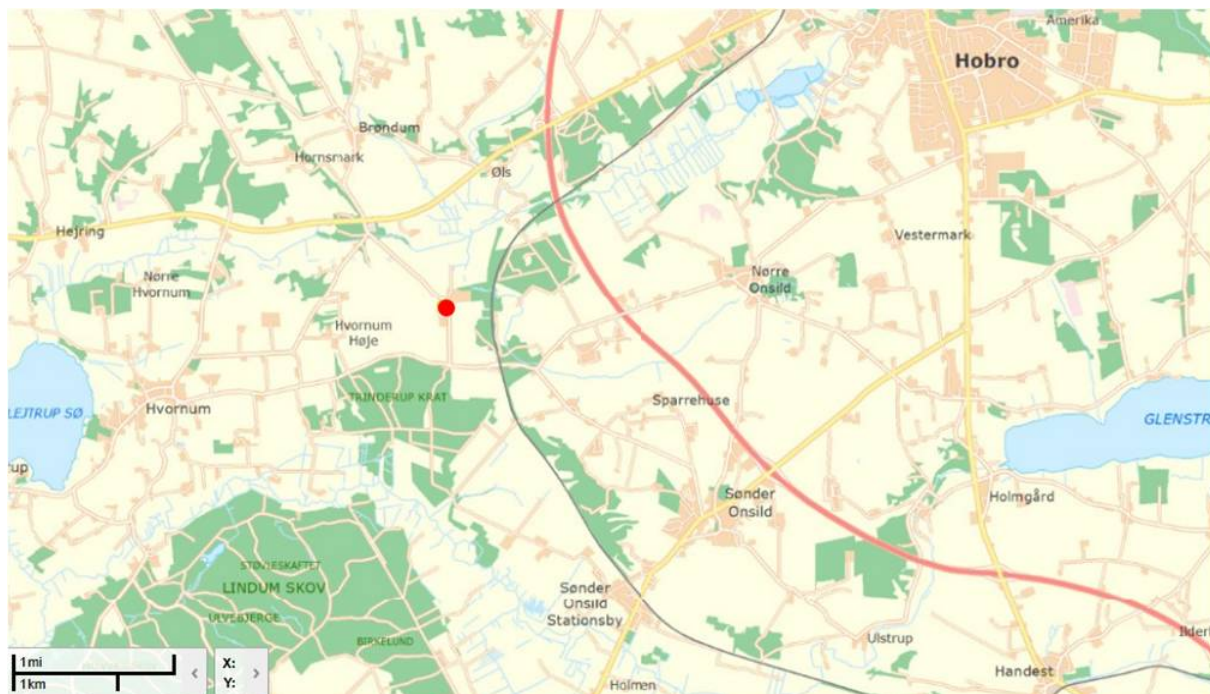 Amerika
Hobro
Brøndum
Hornsmark
Øls
Hejring
Vestermark
Nørre
Hvornum
Nørre
Onsild
Hvornum
Høje
TRINDERUP KRAT
Sparrehuse
Hvornum
LEJTRUP SØ
GLENSTR
rup
Sønder
Onsild
Holmgård
STØVLESKAFTET
LINDUM SKOV
ULVEBJERGE
BIRKELUND
Sønder
Onsild
Stationsby
Ulstrup
Handest
Holmen
1mi
1km
X:
Y: